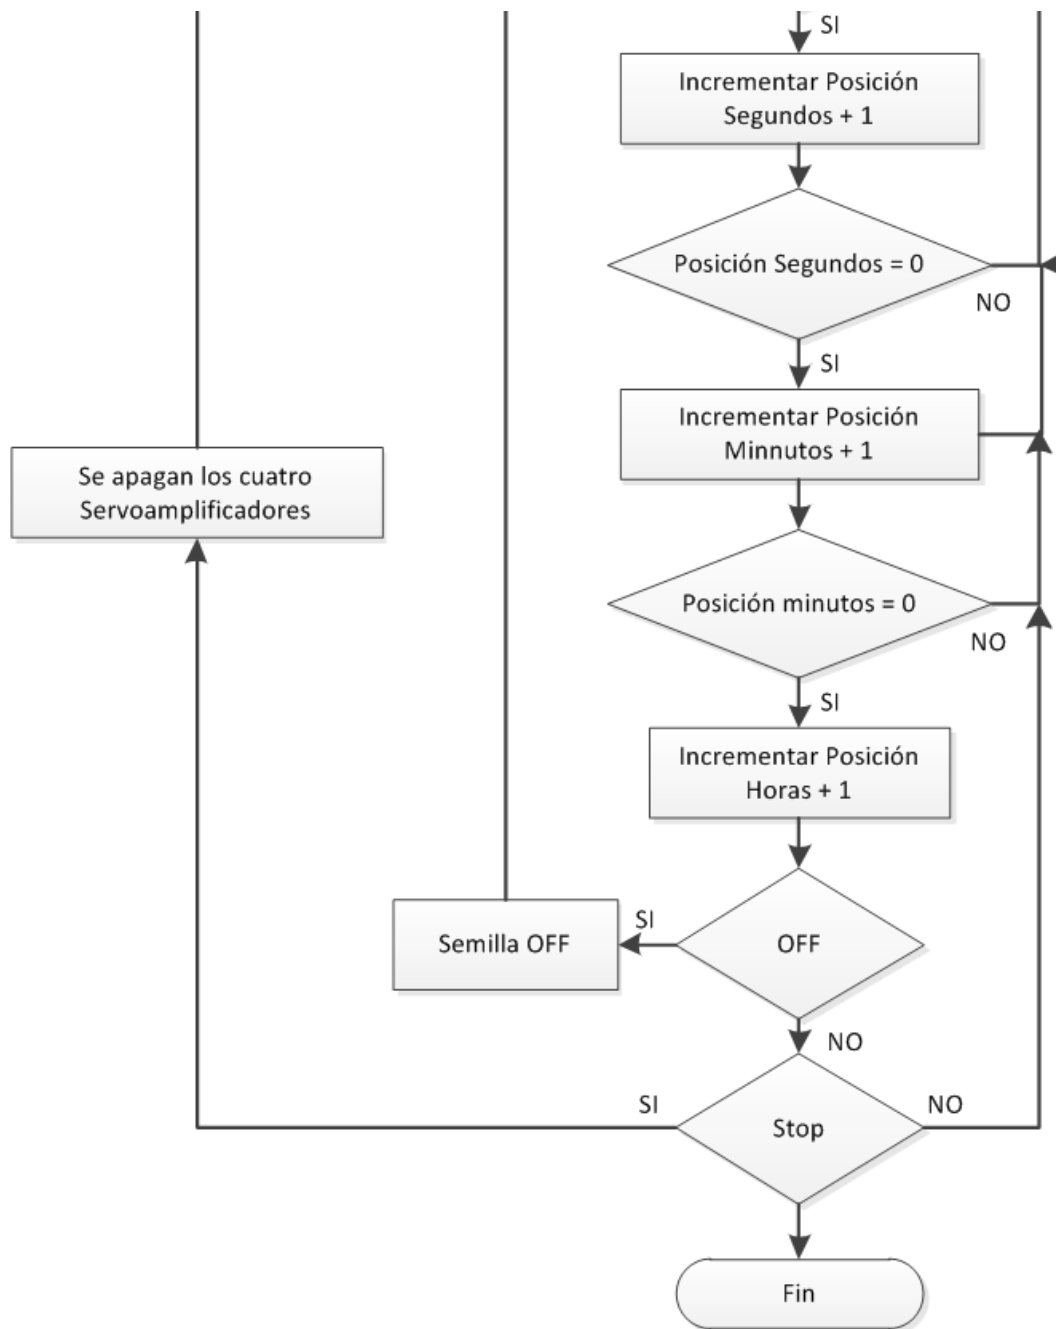 SI
Incrementar Posición
Segundos + 1
Posición Segundos = 0
NO
SI
Incrementar Posición
Minnutos + 1
Se apagan los cuatro
Servoamplificadores
Posición minutos = 0
NO
SI
Incrementar Posición
Horas + 1
SI
Semilla OFF
OFF
NO
SI
NO
Stop
Fin